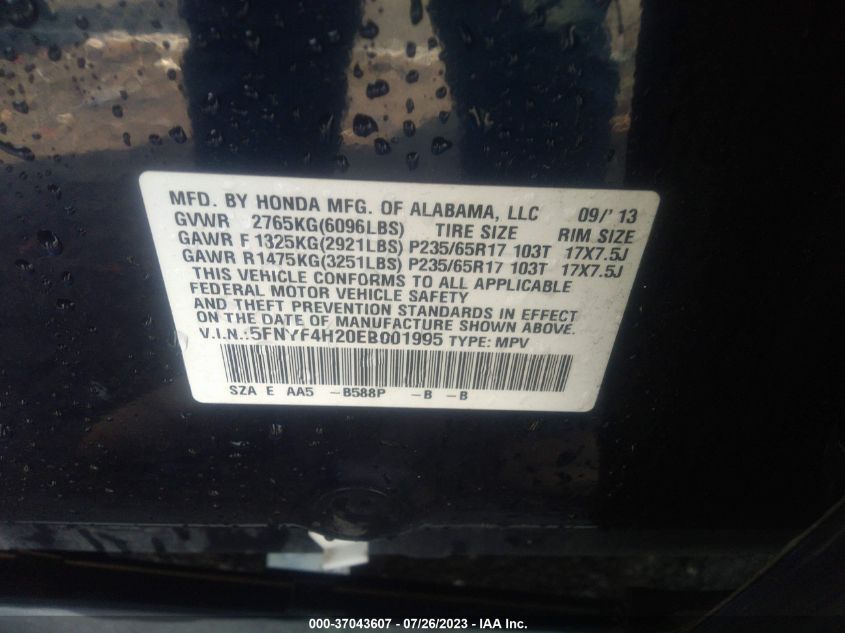 MFD. BY HONDA MFG. OF ALABAMA, LLC 09/' 13
GVWR 2765KG(6096LBS) TIRE SIZE RIM SIZE
GAWR F 1325KG(2921LBS) P235/65R17 103T 17X7.5J
GAWR R1475KG(3251LBS) P235/65R17 103T 17X7.5J
THIS VEHICLE CONFORMS TO ALL APPLICABLE
FEDERAL MOTOR VEHICLE SAFETY
AND THEFT PREVENTION STANDARDS IN EFFECT
ON THE DATE OF MANUFACTURE SHOWN ABOVE.
V.I.N.:5FNYF4H20EB001995 TYPE: MPV
SZA E AA5 -B588P -B -B
000-37043607 / 07/26/2023 / IAA Inc.